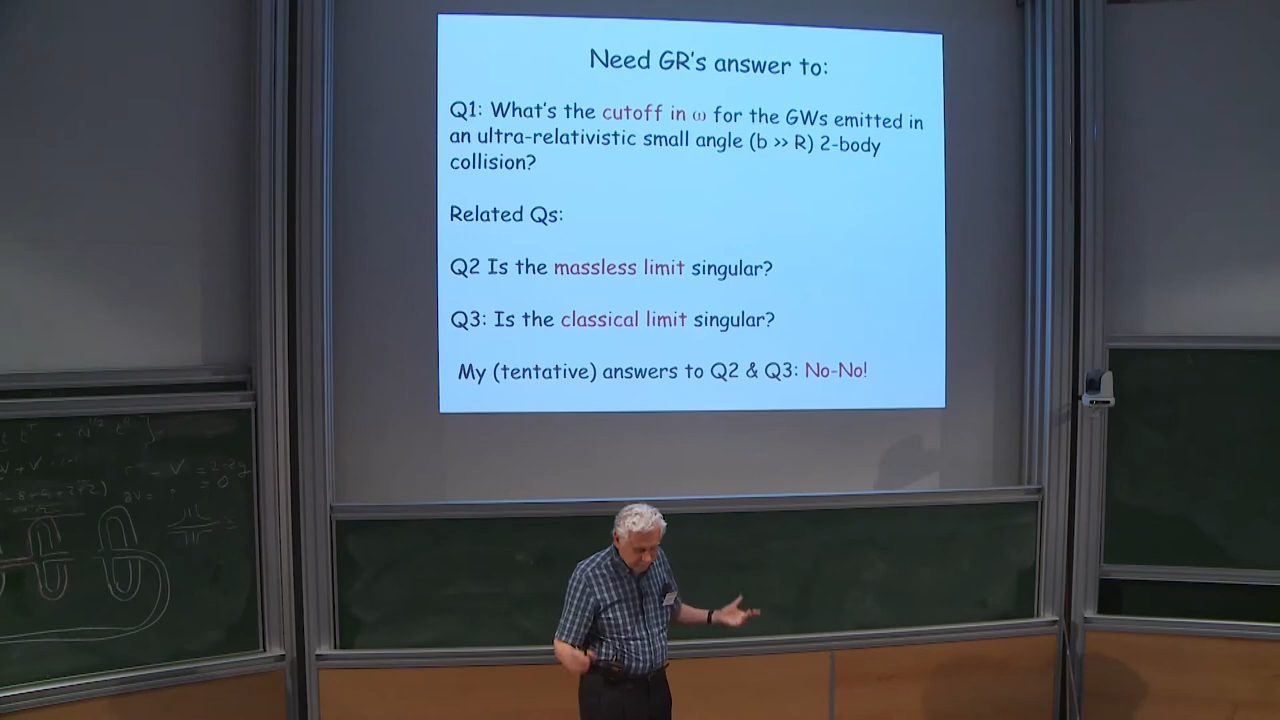 Need GR's answer to:
Q1: What's the cutoff in ω for the GWs emitted in
an ultra-relativistic small angle (b >> R) 2-body
collision?
Related Qs:
Q2 Is the massless limit singular?
Q3: Is the classical limit singular?
My (tentative) answers to Q2 & Q3: No-No!